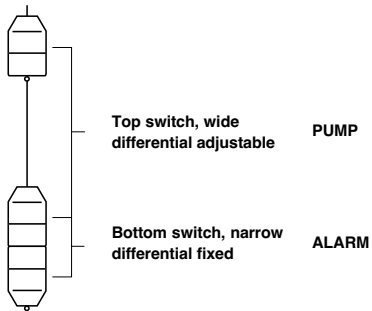 Top switch, wide
differential adjustable
PUMP
Bottom switch, narrow
differential fixed
ALARM